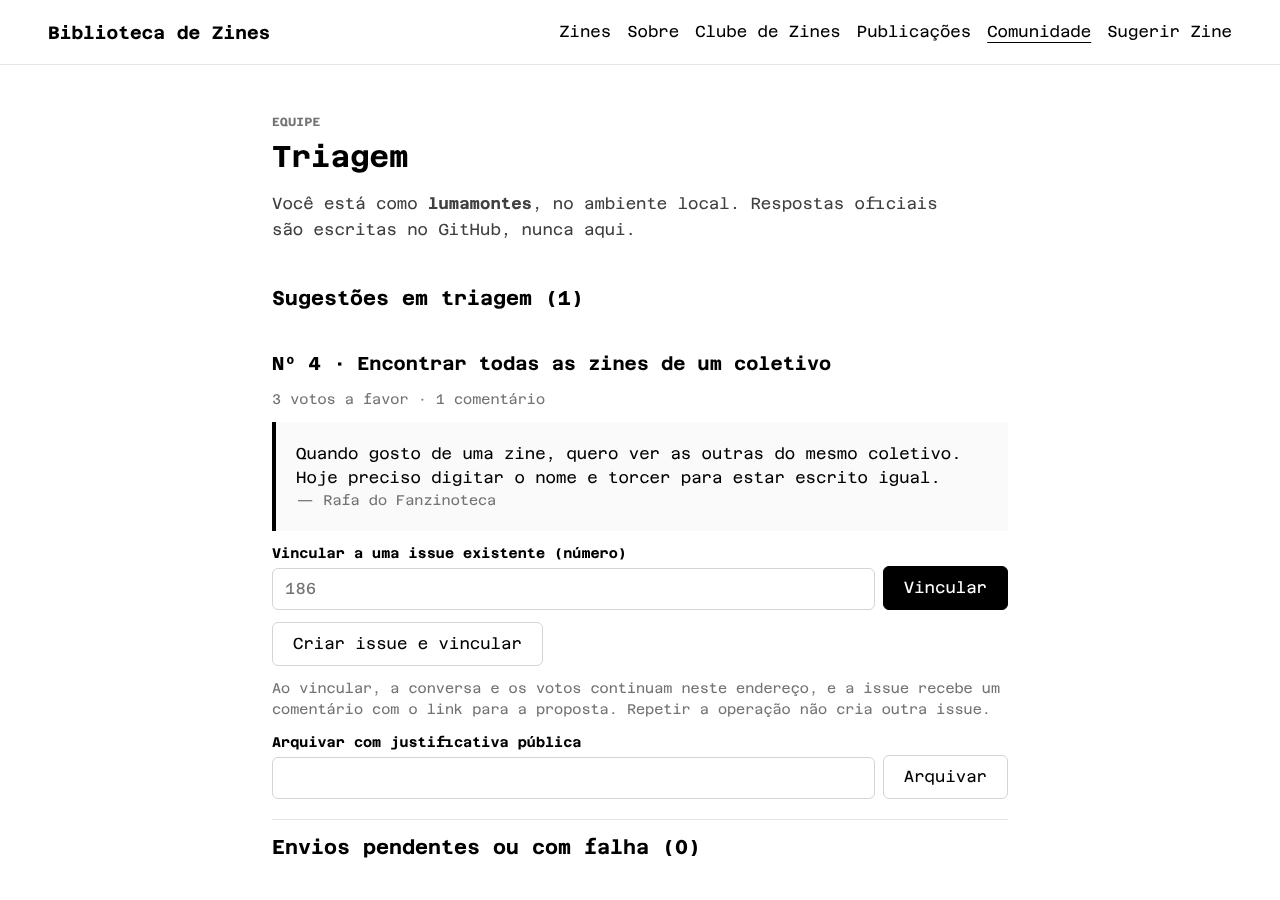 Biblioteca de Zines
Zines Sobre Clube de Zines Publicações Comunidade Sugerir Zine
EQUIPE
Triagem
Você está como lumamontes, no ambiente local. Respostas oficiais
são escritas no GitHub, nunca aqui.
Sugestões em triagem (1)
Nº 4 · Encontrar todas as zines de um coletivo
3 votos a favor · 1 comentário
Quando gosto de uma zine, quero ver as outras do mesmo coletivo.
Hoje preciso digitar o nome e torcer para estar escrito igual.
— Rafa do Fanzinoteca
Vincular a uma issue existente (número)
186
Vincular
Criar issue e vincular
Ao vincular, a conversa e os votos continuam neste endereço, e a issue recebe um
comentário com o link para a proposta. Repetir a operação não cria outra issue.
Arquivar com justificativa pública
Arquivar
Envios pendentes ou com falha (0)